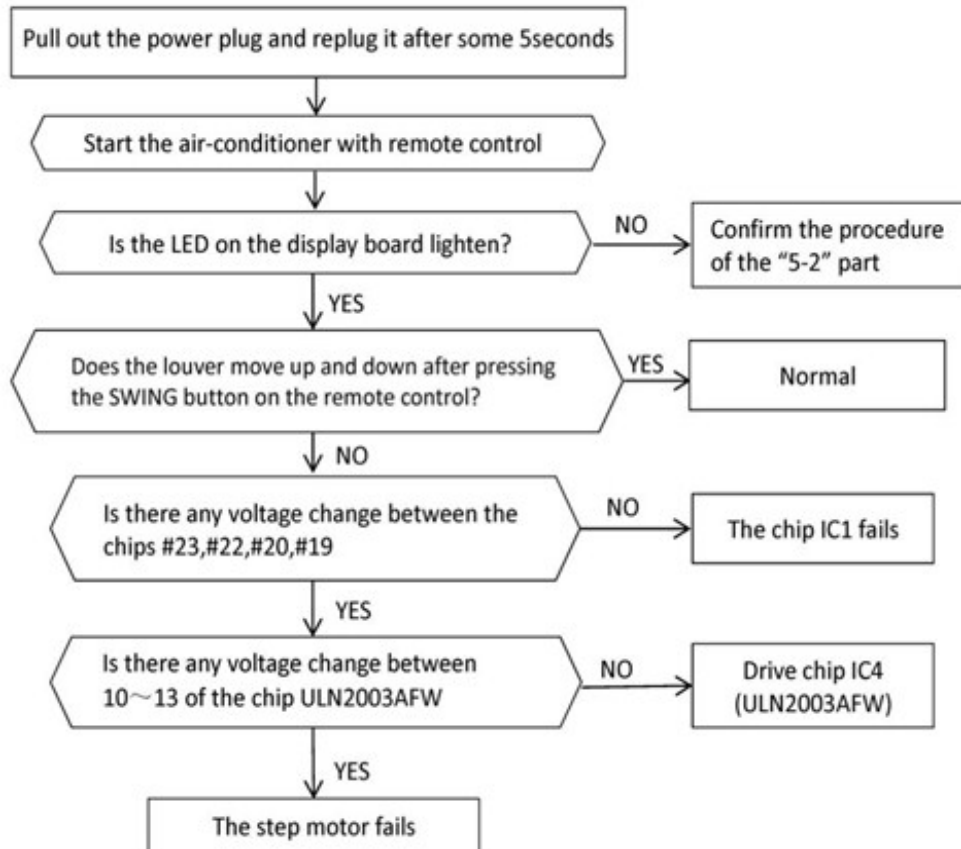 Pull out the power plug and replug it after some 5seconds
Start the air-conditioner with remote control
Is the LED on the display board lighten?
NO
Confirm the procedure
of the “5-2” part
YES
Does the louver move up and down after pressing
the SWING button on the remote control?
YES
Normal
NO
Is there any voltage change between the
chips #23,#22,#20,#19
NO
The chip IC1 fails
YES
Is there any voltage change between
10～13 of the chip ULN2003AFW
NO
Drive chip IC4
(ULN2003AFW)
YES
The step motor fails